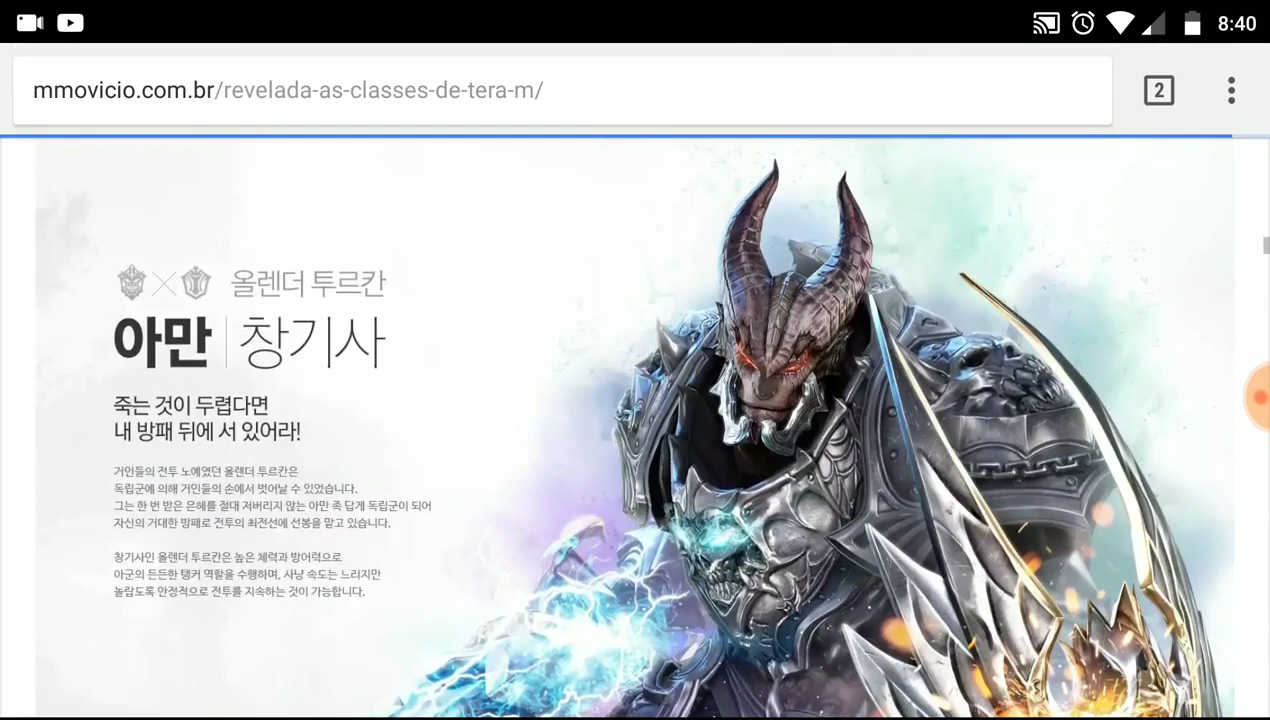 8:40
mmovicio.com.br/revelada-as-classes-de-tera-m/
2
올렌더 투르칸
아만 창기사
죽는 것이 두렵다면
내 방패 뒤에 서 있어라!
거인들의 전투 노예였던 올렌더 투르칸은
독립군에 의해 거인들의 손에서 벗어날 수 있었습니다.
그는 한 번 받은 은혜를 절대 저버리지 않는 아만 족 답게 독립군이 되어
자신의 거대한 방패로 전투의 최전선에 선봉을 맡고 있습니다.
창기사인 올렌더 투르칸은 높은 체력과 방어력으로
아군의 든든한 탱커 역할을 수행하며, 사냥 속도는 느리지만
놀랍도록 안정적으로 전투를 지속하는 것이 가능합니다.